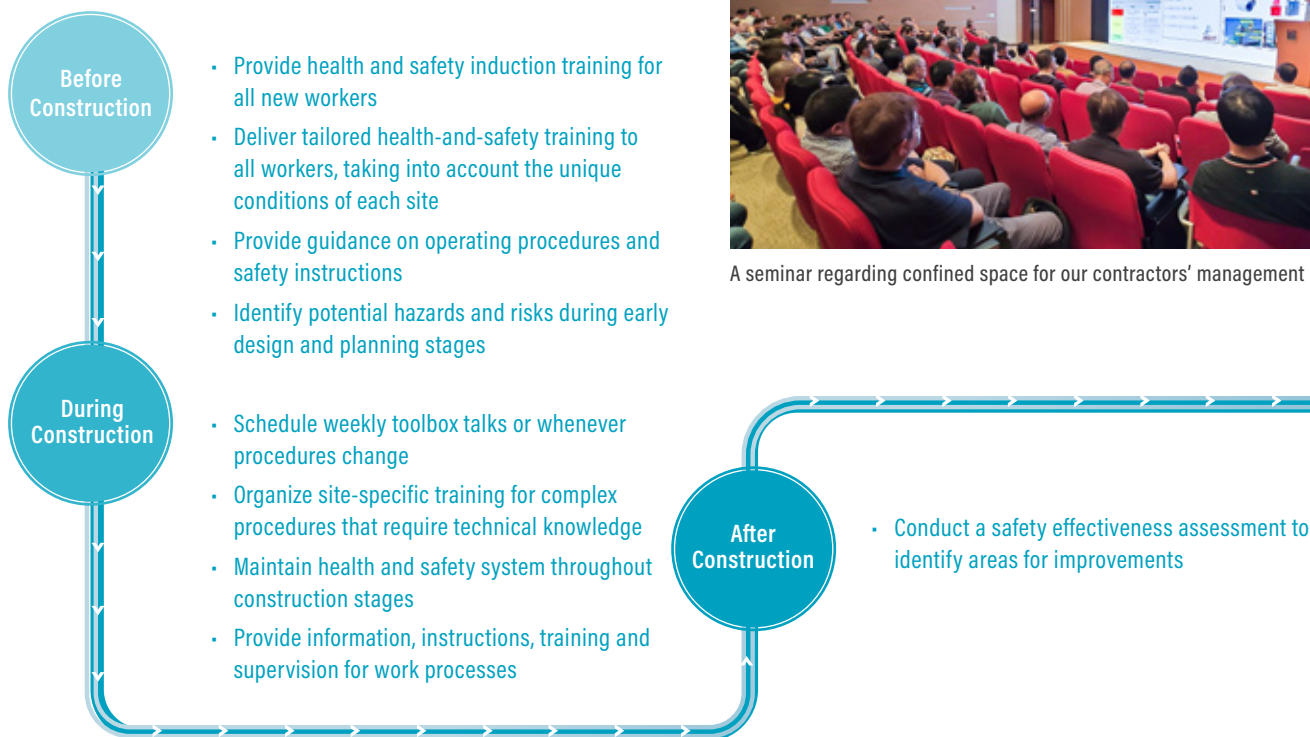 Before
Construction
• Provide health and safety induction training for
all new workers
• Deliver tailored health-and-safety training to
all workers, taking into account the unique
conditions of each site
• Provide guidance on operating procedures and
safety instructions
• Identify potential hazards and risks during early
design and planning stages
A seminar regarding confined space for our contractors’ management
During
Construction
• Schedule weekly toolbox talks or whenever
procedures change
• Organize site-specific training for complex
procedures that require technical knowledge
• Maintain health and safety system throughout
construction stages
• Provide information, instructions, training and
supervision for work processes
After
Construction
• Conduct a safety effectiveness assessment to
identify areas for improvements